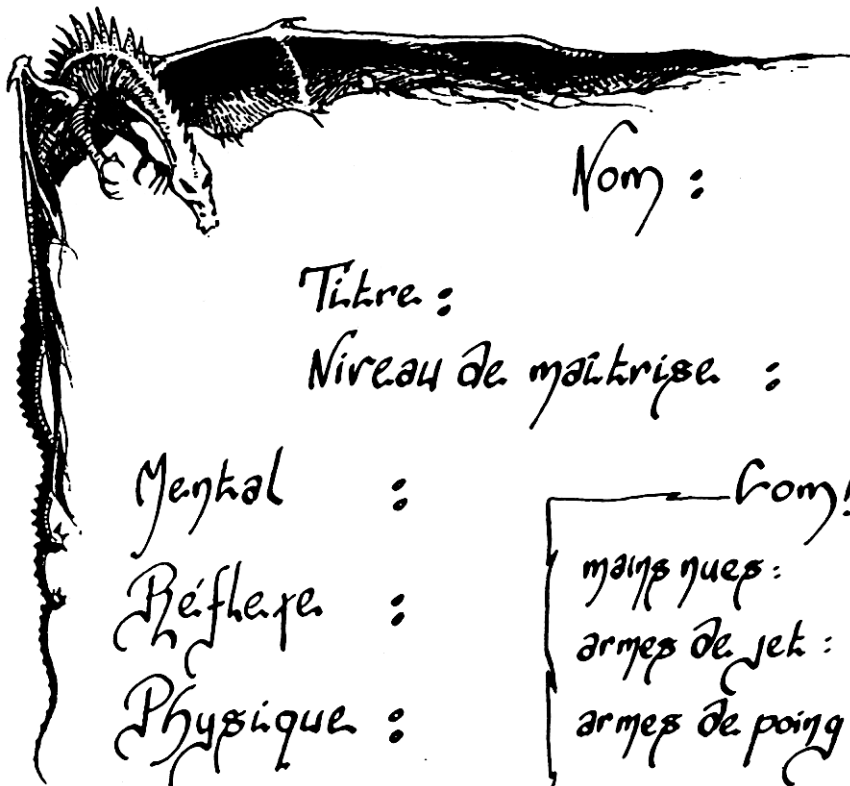 Nom :
Titre :
Niveau de maîtrise :
Mental :
Réflexe :
Physique :
mains nues :
armes de jet :
armes de poing